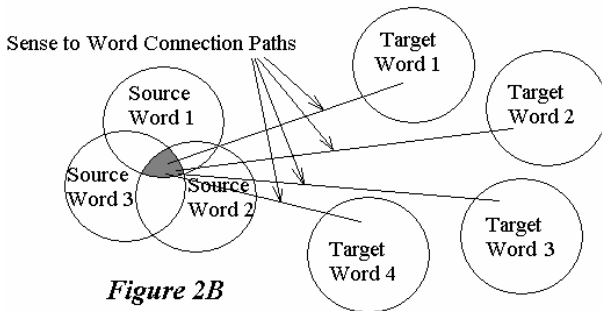 Sense to Word Connection Paths
Target
Word 1
Target
Word 2
Source
Word 1
Source
Word 3
Source
Word 2
Target
Word 3
Target
Word 4
Figure 2B